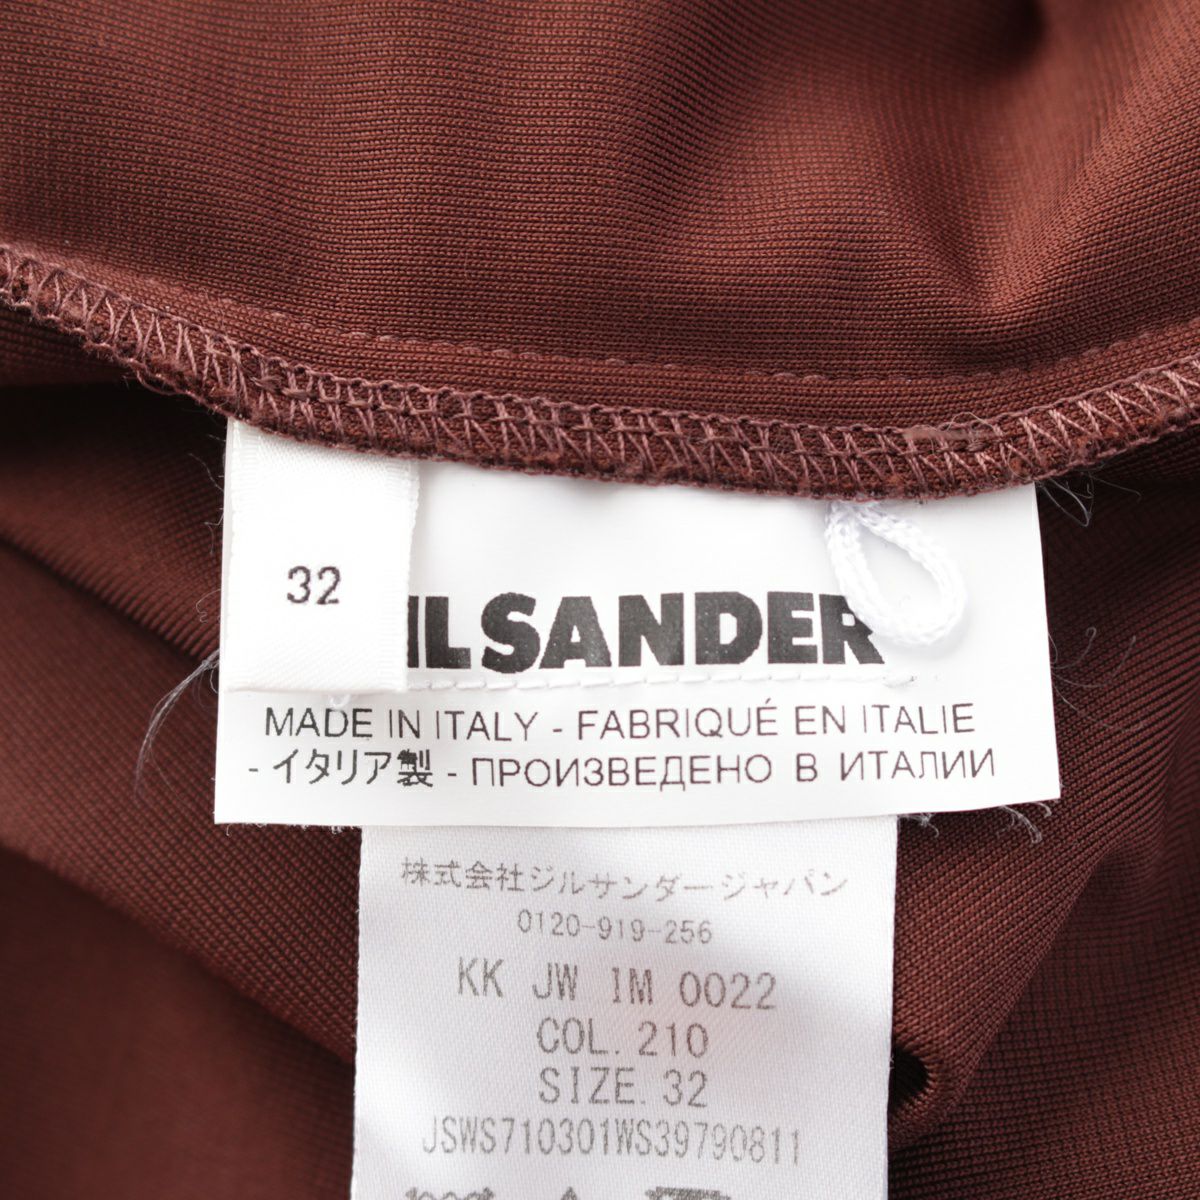 32
IL SANDER
MADE IN ITALY - FABRIQUÉ EN ITALIE
- イタリア製 - ПРОИЗВЕДЕНО В ИТАЛИИ
株式会社ジルサンダージャパン
0120-919-256
KK JW IM 0022
COL. 210
SIZE. 32
JSWS710301WS39790811